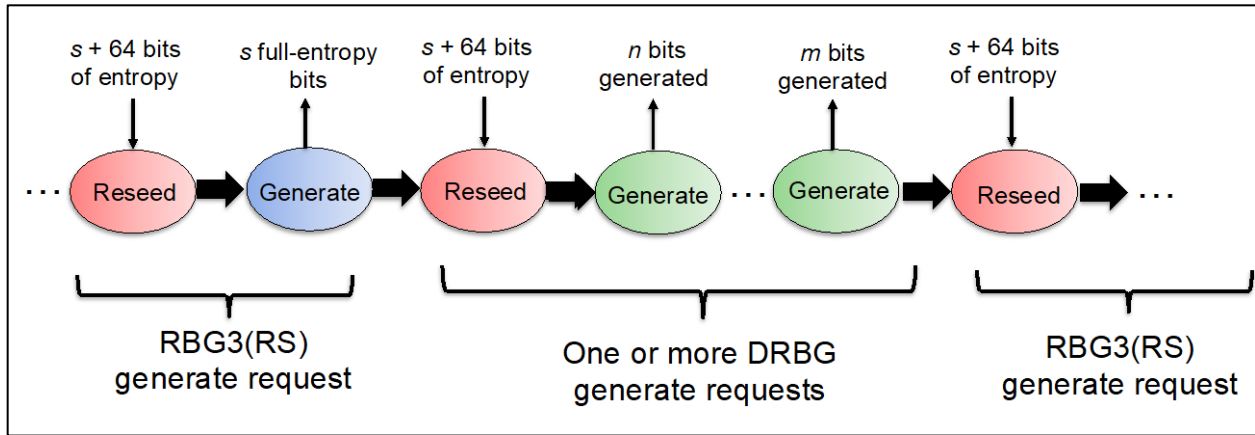 s + 64 bits
of entropy
s full-entropy
bits
s + 64 bits
of entropy
n bits
generated
m bits
generated
s + 64 bits
of entropy
. . .
Reseed
Generate
Reseed
Generate
. . .
Generate
Reseed
. . .
RBG3(RS)
generate request
One or more DRBG
generate requests
RBG3(RS)
generate request